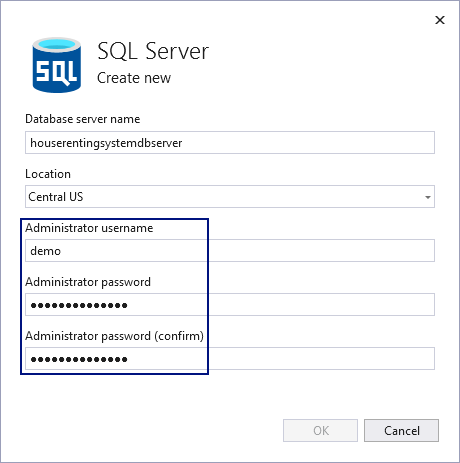 SQL Server
SQL
Create new
Database server name
houserentingsystemdbserver
Location
Central US
Administrator username
demo
Administrator password
●●●●●●●●●●●●●●
Administrator password (confirm)
●●●●●●●●●●●●●●
OK
Cancel